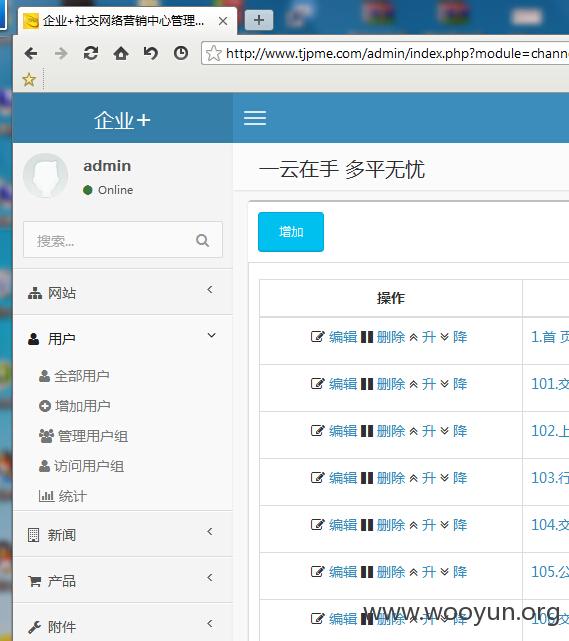 企业+社交网络营销中心管理...
http://www.tjpme.com/admin/index.php?module=chann
企业+
admin
Online
一云在手 多平无忧
搜索...
增加
网站
用户
全部用户
增加用户
管理用户组
访问用户组
统计
新闻
产品
附件
操作
编辑 删除 升 降 1.首 页
编辑 删除 升 降 101.交
编辑 删除 升 降 102.上
编辑 删除 升 降 103.行
编辑 删除 升 降 104.交
编辑 删除 升 降 105.公
编辑 删除 升 降
www.wooyun.org